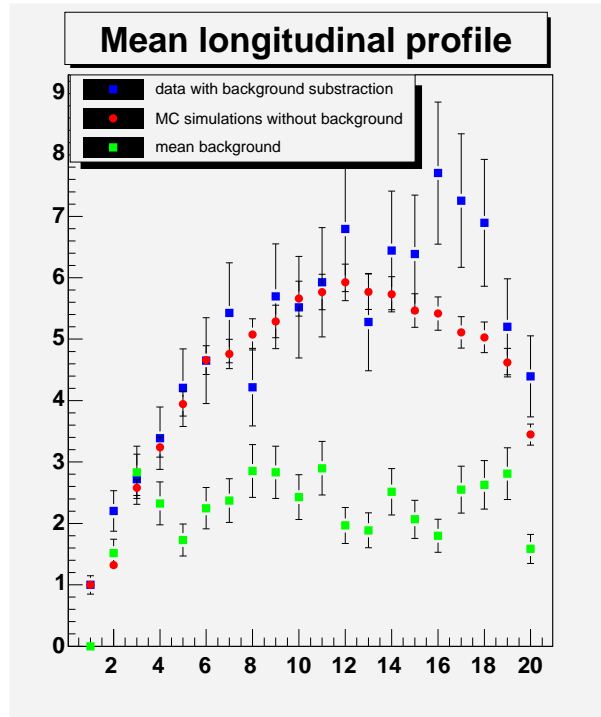 Mean longitudinal profile
data with background substraction
MC simulations without background
mean background
9
8
7
6
5
4
3
2
1
0
2 4 6 8 10 12 14 16 18 20